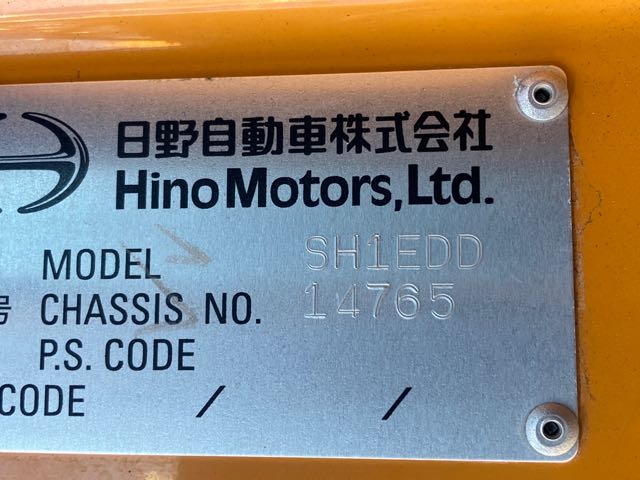 日野自動車株式会社
Hino Motors, Ltd.
MODEL SH1EDD
号 CHASSIS NO. 14765
P.S. CODE
CODE / /